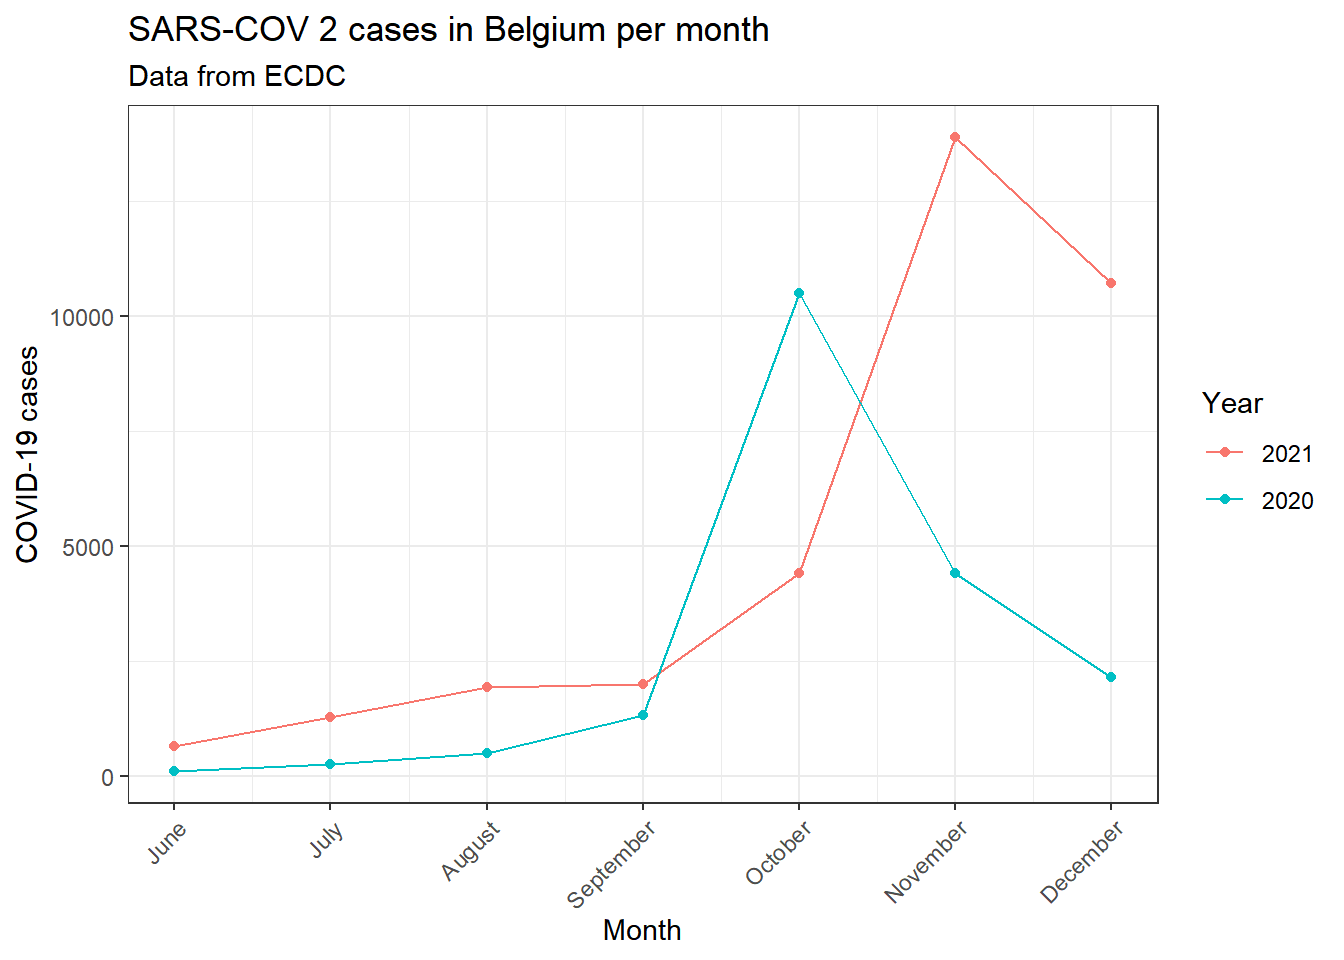 SARS-COV 2 cases in Belgium per month
Data from ECDC
COVID-19 cases
10000
5000
0
June
July
August
September
October
November
December
Month
Year
2021
2020